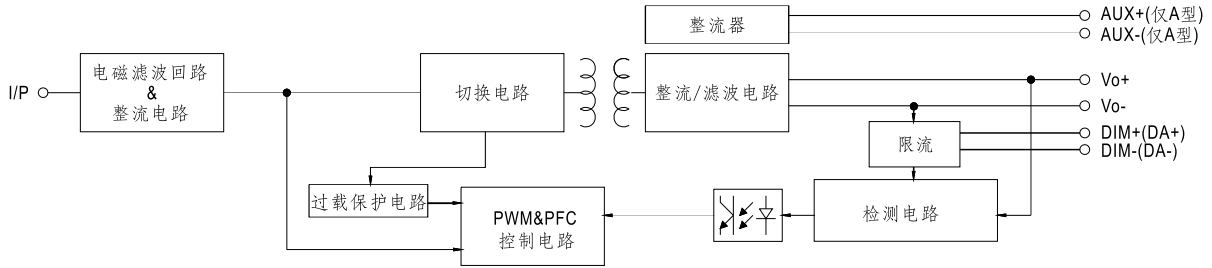 整流器
AUX+(仅A型)
AUX-(仅A型)
I/P
电磁滤波回路
&
整流电路
切换电路
整流/滤波电路
Vo+
Vo-
限流
DIM+(DA+)
DIM-(DA-)
过载保护电路
PWM&PFC
控制电路
检测电路